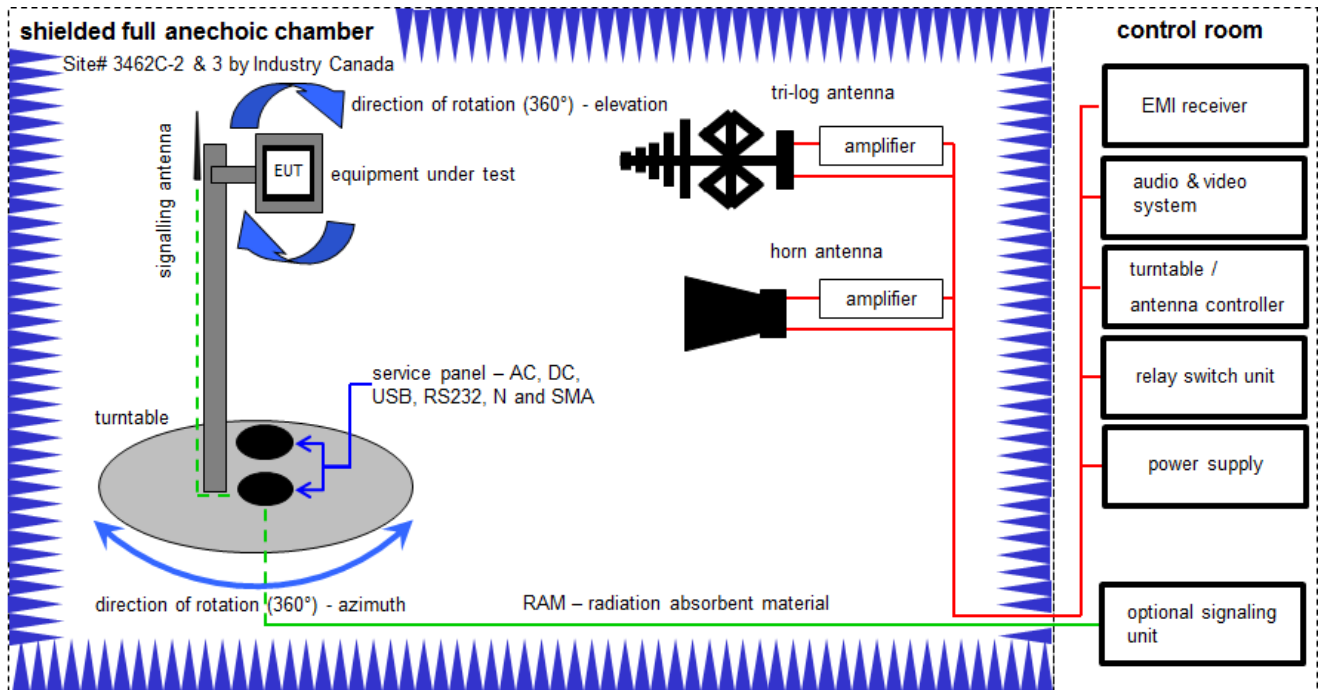 shielded full anechoic chamber
Site# 3462C-2 & 3 by Industry Canada
direction of rotation (360°) - elevation
signalling antenna
EUT
equipment under test
tri-log antenna
amplifier
horn antenna
amplifier
service panel – AC, DC,
USB, RS232, N and SMA
turntable
direction of rotation (360°) - azimuth
RAM – radiation absorbent material
control room
EMI receiver
audio & video
system
turntable /
antenna controller
relay switch unit
power supply
optional signaling
unit